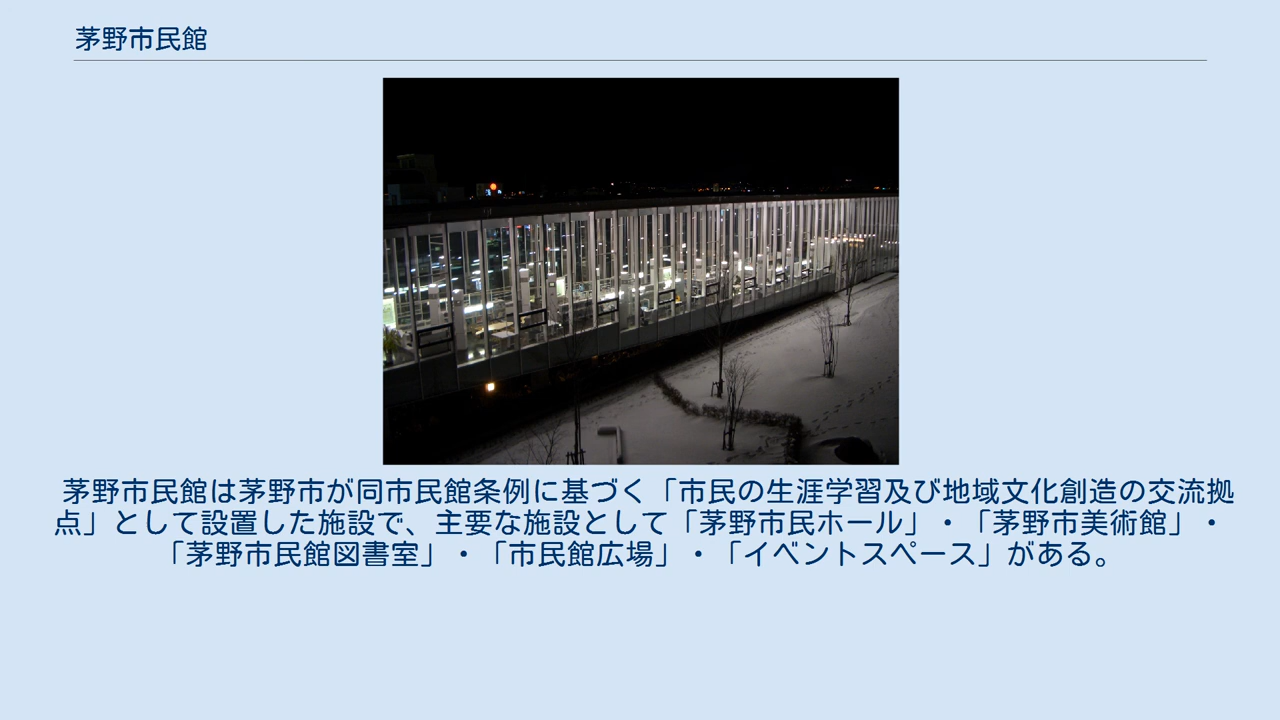 茅野市民館
茅野市民館は茅野市が同市民館条例に基づく「市民の生涯学習及び地域文化創造の交流拠
点」として設置した施設で、主要な施設として「茅野市民ホール」・「茅野市美術館」・
「茅野市民館図書室」・「市民館広場」・「イベントスペース」がある。